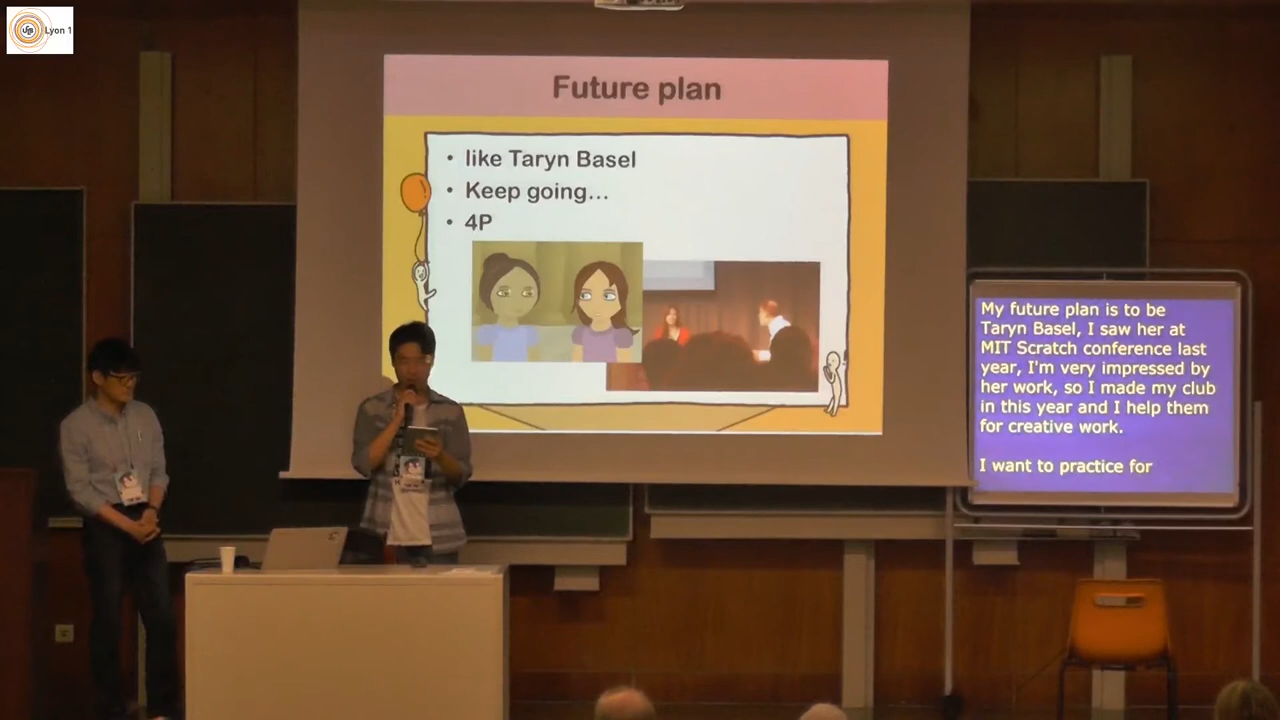 Lyon 1
Future plan
• like Taryn Basel
• Keep going...
• 4P
My future plan is to be
Taryn Basel, I saw her at
MIT Scratch conference last
year, I'm very impressed by
her work, so I made my club
in this year and I help them
for creative work.
I want to practice for